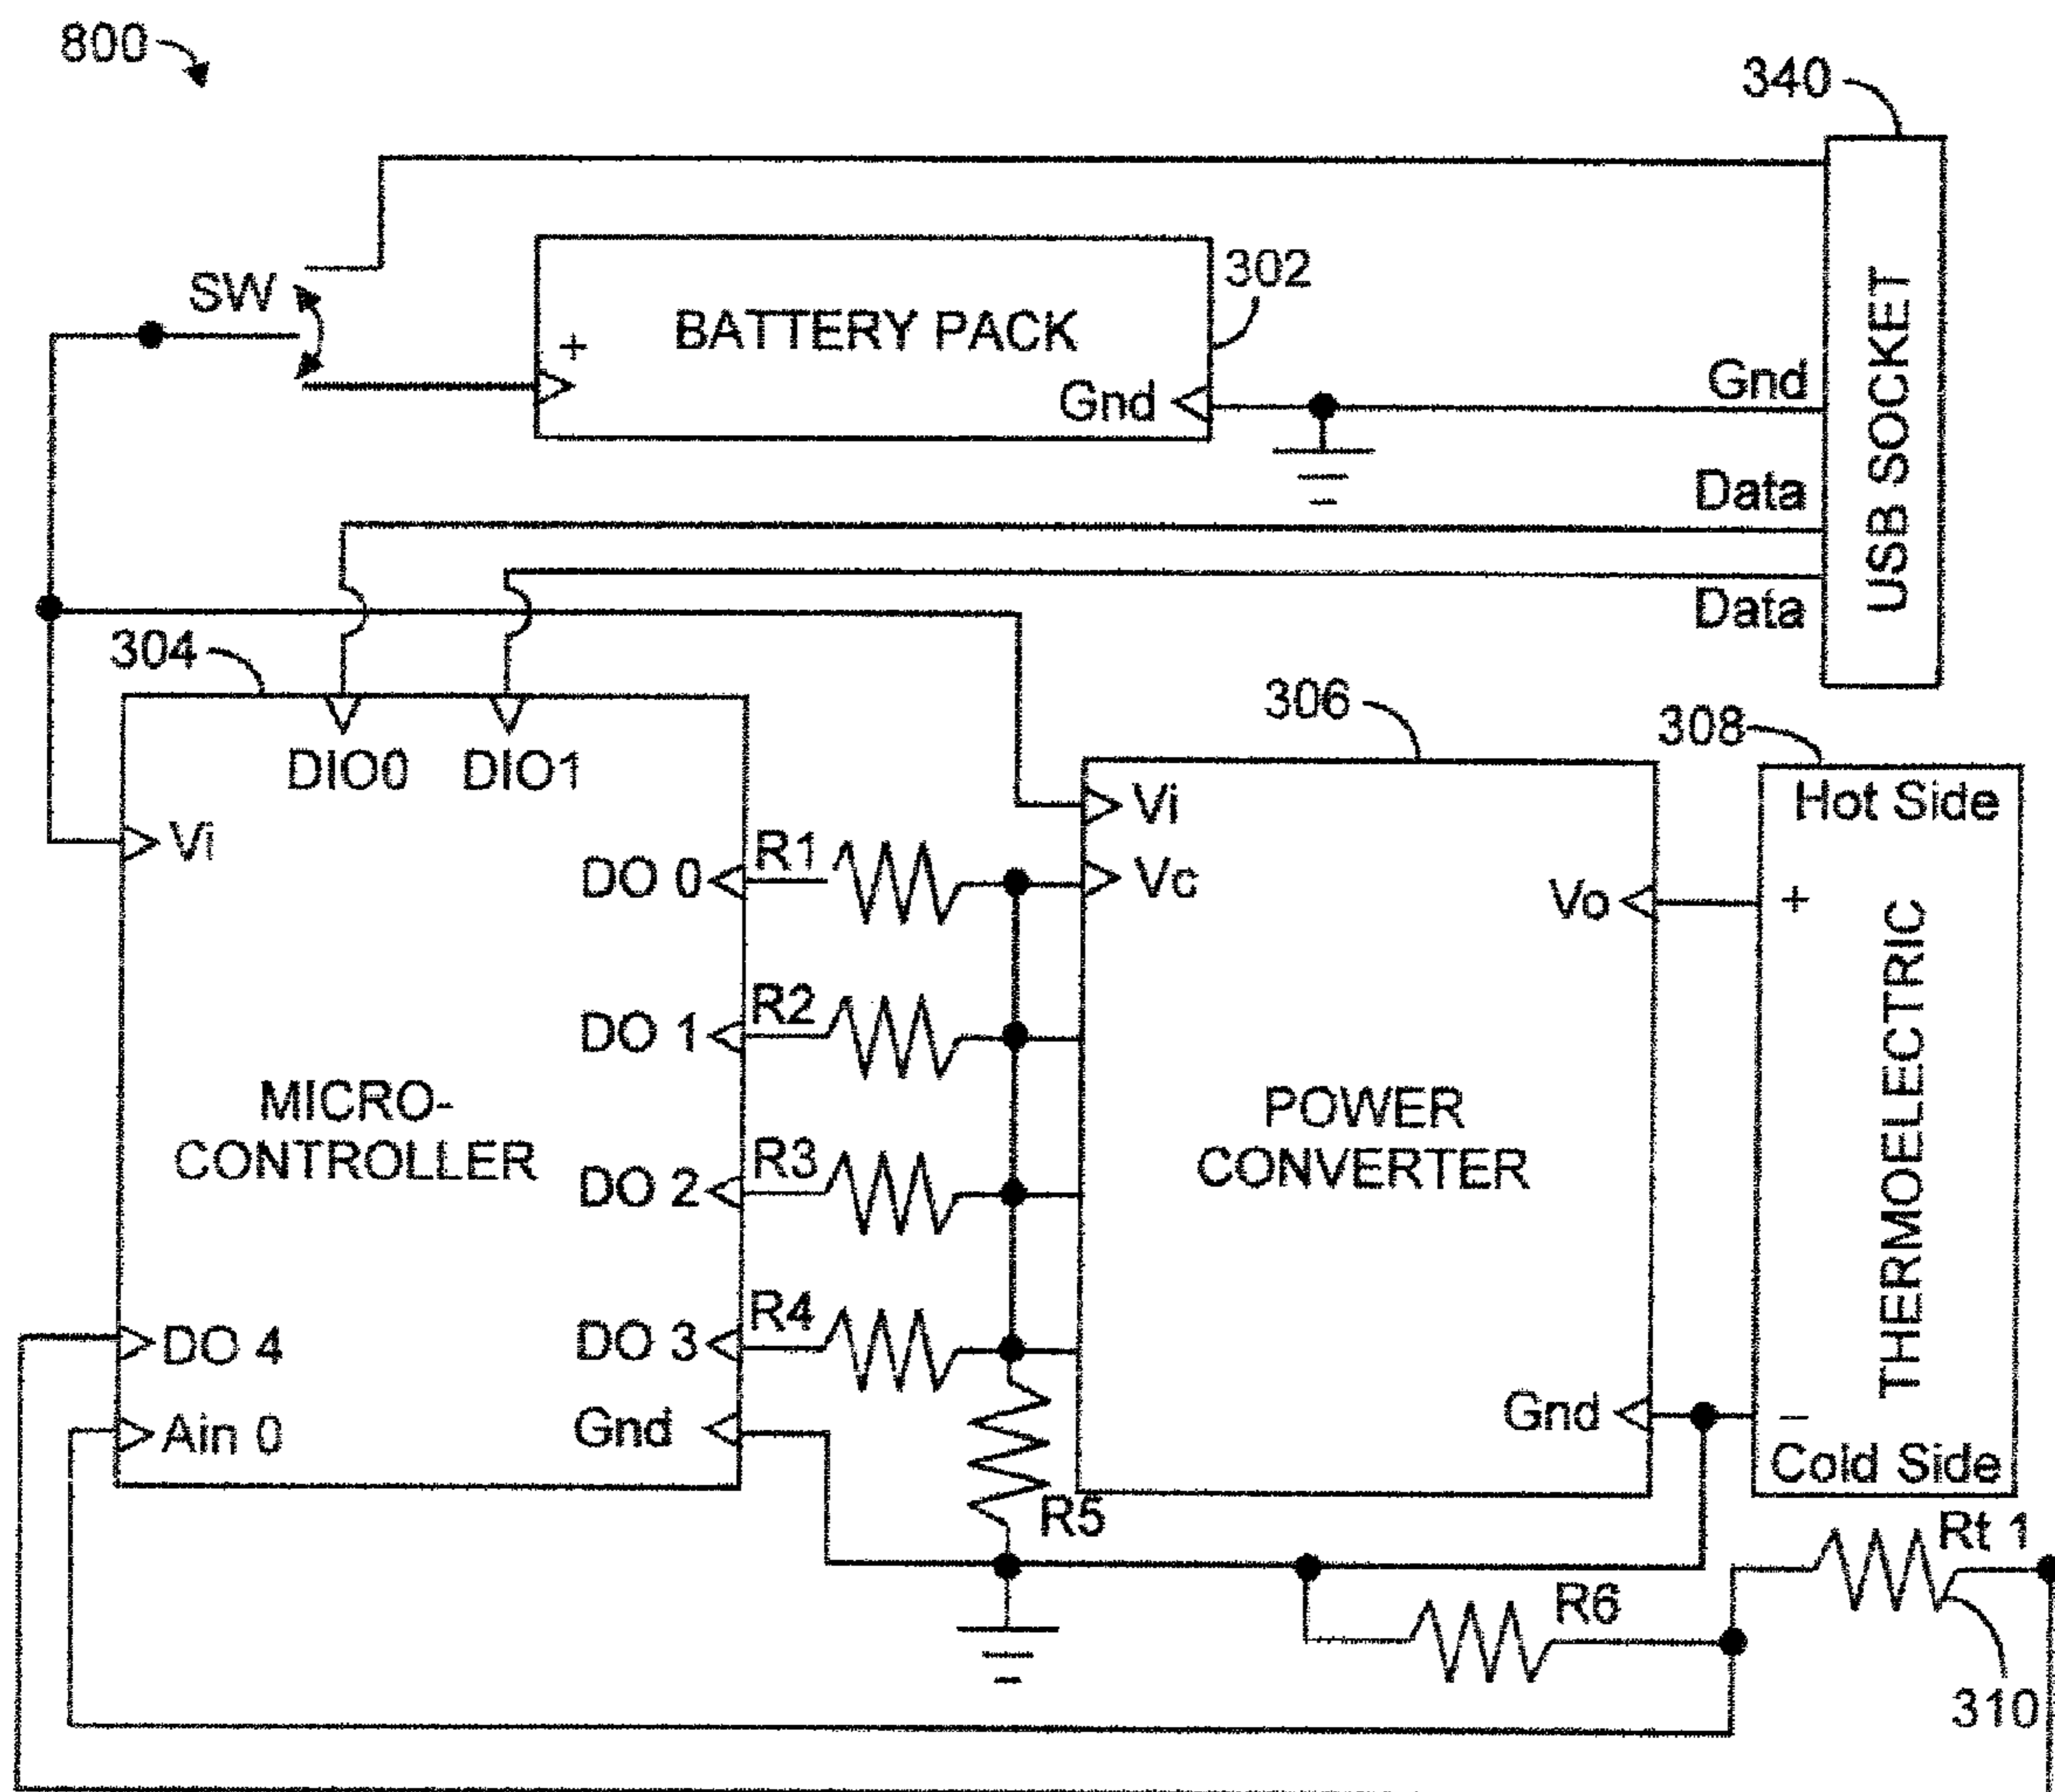 800
340
SW
+
BATTERY PACK
302
Gnd
Gnd
Data
Data
USB SOCKET
304
306
308
DIO0
DIO1
Vi
Vi
Vc
Hot Side
DO 0
R1
Vo
+
DO 1
R2
MICRO-
CONTROLLER
POWER
CONVERTER
THERMOELECTRIC
DO 2
R3
DO 4
DO 3
R4
Ain 0
Gnd
Gnd
–
Cold Side
R5
Rt 1
R6
310